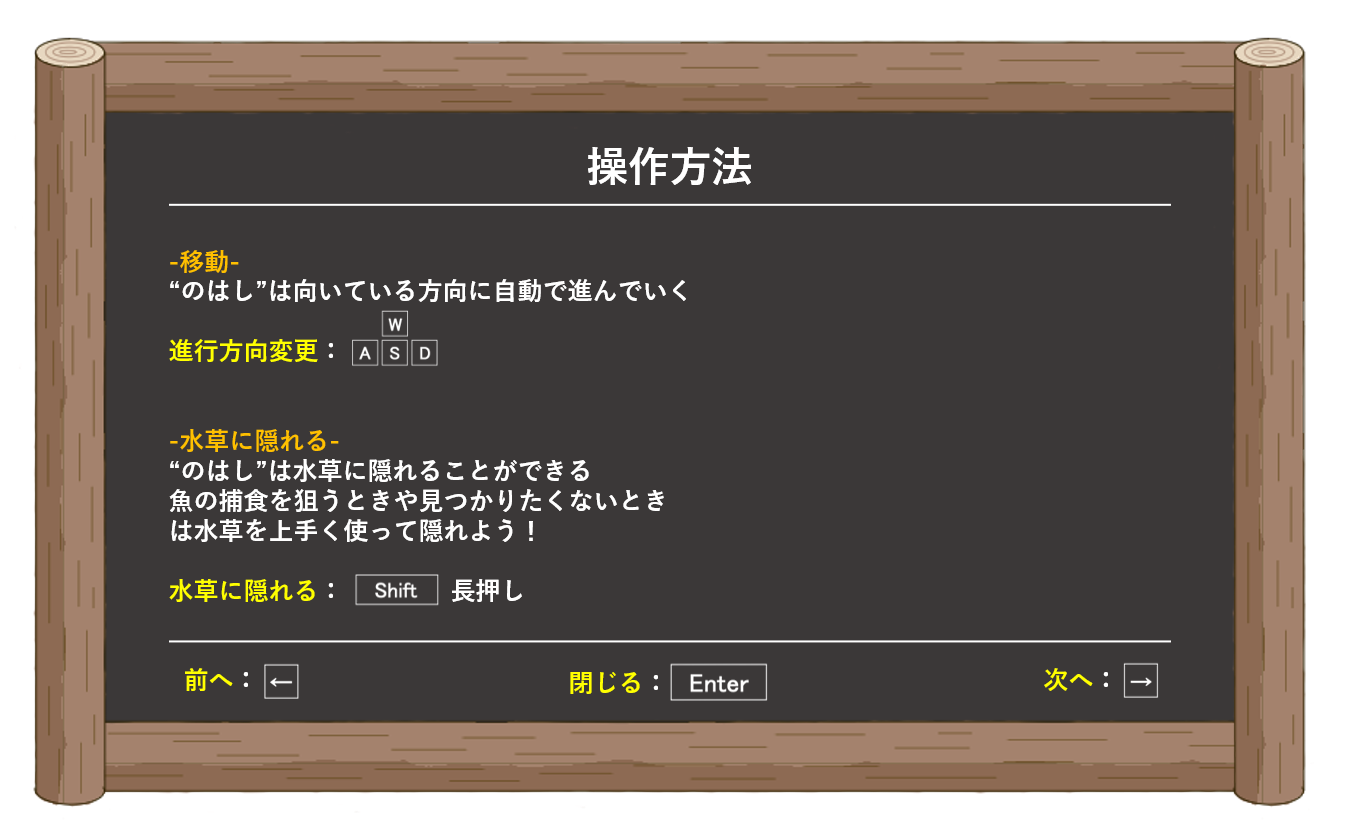 操作方法
-移動-
“のはし”は向いている方向に自動で進んでいく
W
進行方向変更： A S D
-水草に隠れる-
“のはし”は水草に隠れることができる
魚の捕食を狙うときや見つかりたくないとき
は水草を上手く使って隠れよう！
水草に隠れる： Shift 長押し
前へ：← 閉じる：Enter 次へ：→